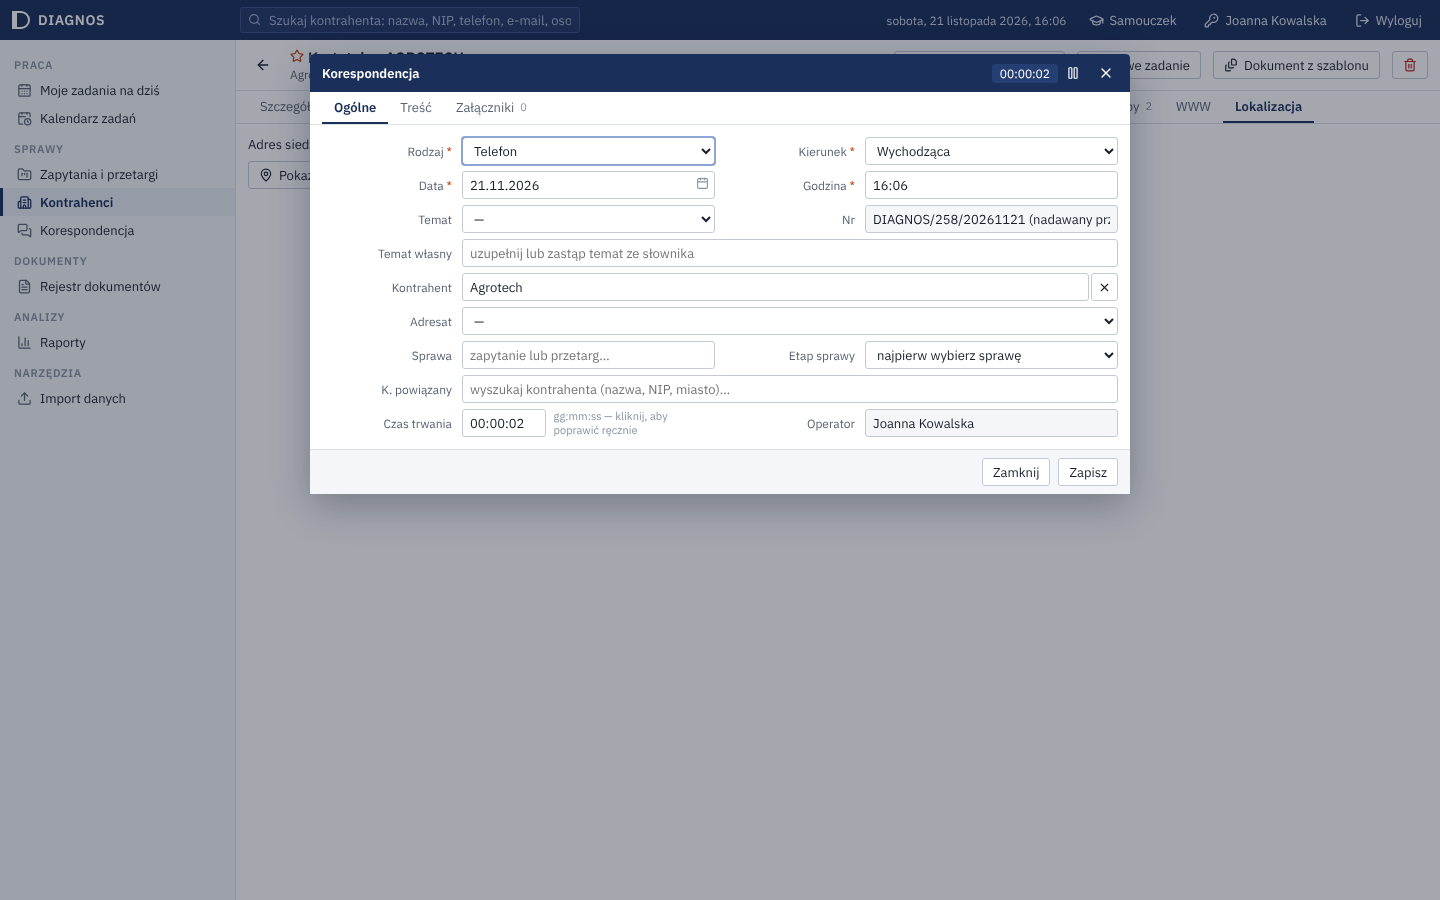 DIAGNOS
Szukaj kontrahenta: nazwa, NIP, telefon, e-mail, oso
sobota, 21 listopada 2026, 16:06
Samouczek
Joanna Kowalska
Wyloguj
PRACA
Moje zadania na dziś
Kalendarz zadań
SPRAWY
Zapytania i przetargi
Kontrahenci
Korespondencja
DOKUMENTY
Rejestr dokumentów
ANALIZY
Raporty
NARZĘDZIA
Import danych
we zadanie
Dokument z szablonu
Szczegół
by 2
WWW
Lokalizacja
Adres sied
Pokaż
Korespondencja
00:00:02
Ogólne
Treść
Załączniki 0
Rodzaj *
Telefon
Kierunek *
Wychodząca
Data *
21.11.2026
Godzina *
16:06
Temat
—
Nr
DIAGNOS/258/20261121 (nadawany prz
Temat własny
uzupełnij lub zastąp temat ze słownika
Kontrahent
Agrotech
Adresat
—
Sprawa
zapytanie lub przetarg...
Etap sprawy
najpierw wybierz sprawę
K. powiązany
wyszukaj kontrahenta (nazwa, NIP, miasto)...
Czas trwania
00:00:02
gg:mm:ss — kliknij, aby
poprawić ręcznie
Operator
Joanna Kowalska
Zamknij
Zapisz